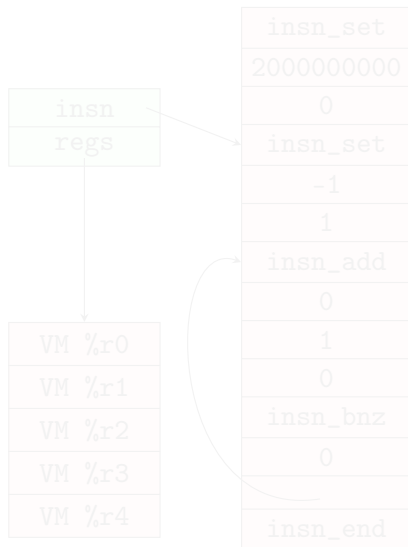 insn
regs
VM %r0
VM %r1
VM %r2
VM %r3
VM %r4
insn_set
2000000000
0
insn_set
-1
1
insn_add
0
1
0
insn_bnz
0
insn_end